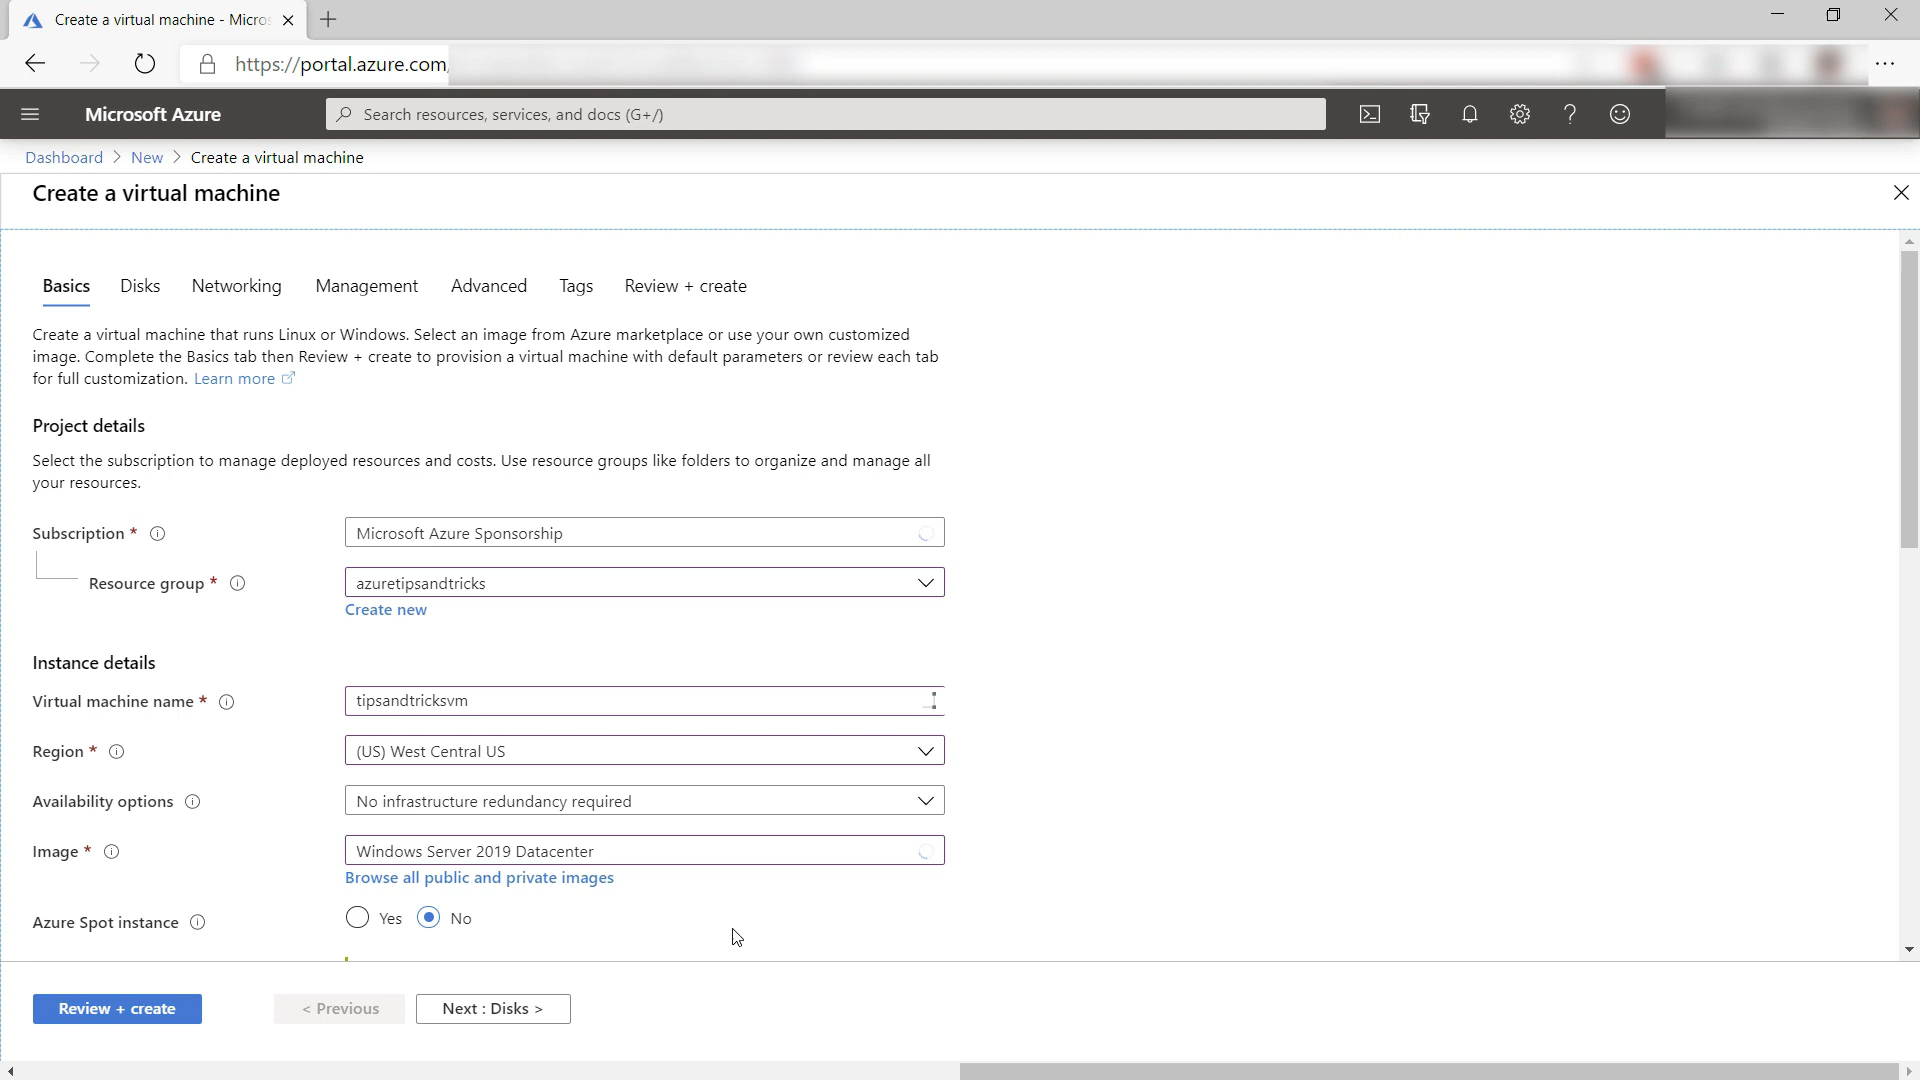 Create a virtual machine - Micros
https://portal.azure.com
Microsoft Azure
Search resources, services, and docs (G+/)
Dashboard > New > Create a virtual machine
Create a virtual machine
Basics Disks Networking Management Advanced Tags Review + create
Create a virtual machine that runs Linux or Windows. Select an image from Azure marketplace or use your own customized
image. Complete the Basics tab then Review + create to provision a virtual machine with default parameters or review each tab
for full customization. Learn more
Project details
Select the subscription to manage deployed resources and costs. Use resource groups like folders to organize and manage all
your resources.
Subscription * Microsoft Azure Sponsorship
Resource group * azuretipsandtricks
Create new
Instance details
Virtual machine name * tipsandtricksvm
Region * (US) West Central US
Availability options No infrastructure redundancy required
Image * Windows Server 2019 Datacenter
Browse all public and private images
Azure Spot instance Yes No
Review + create < Previous Next : Disks >